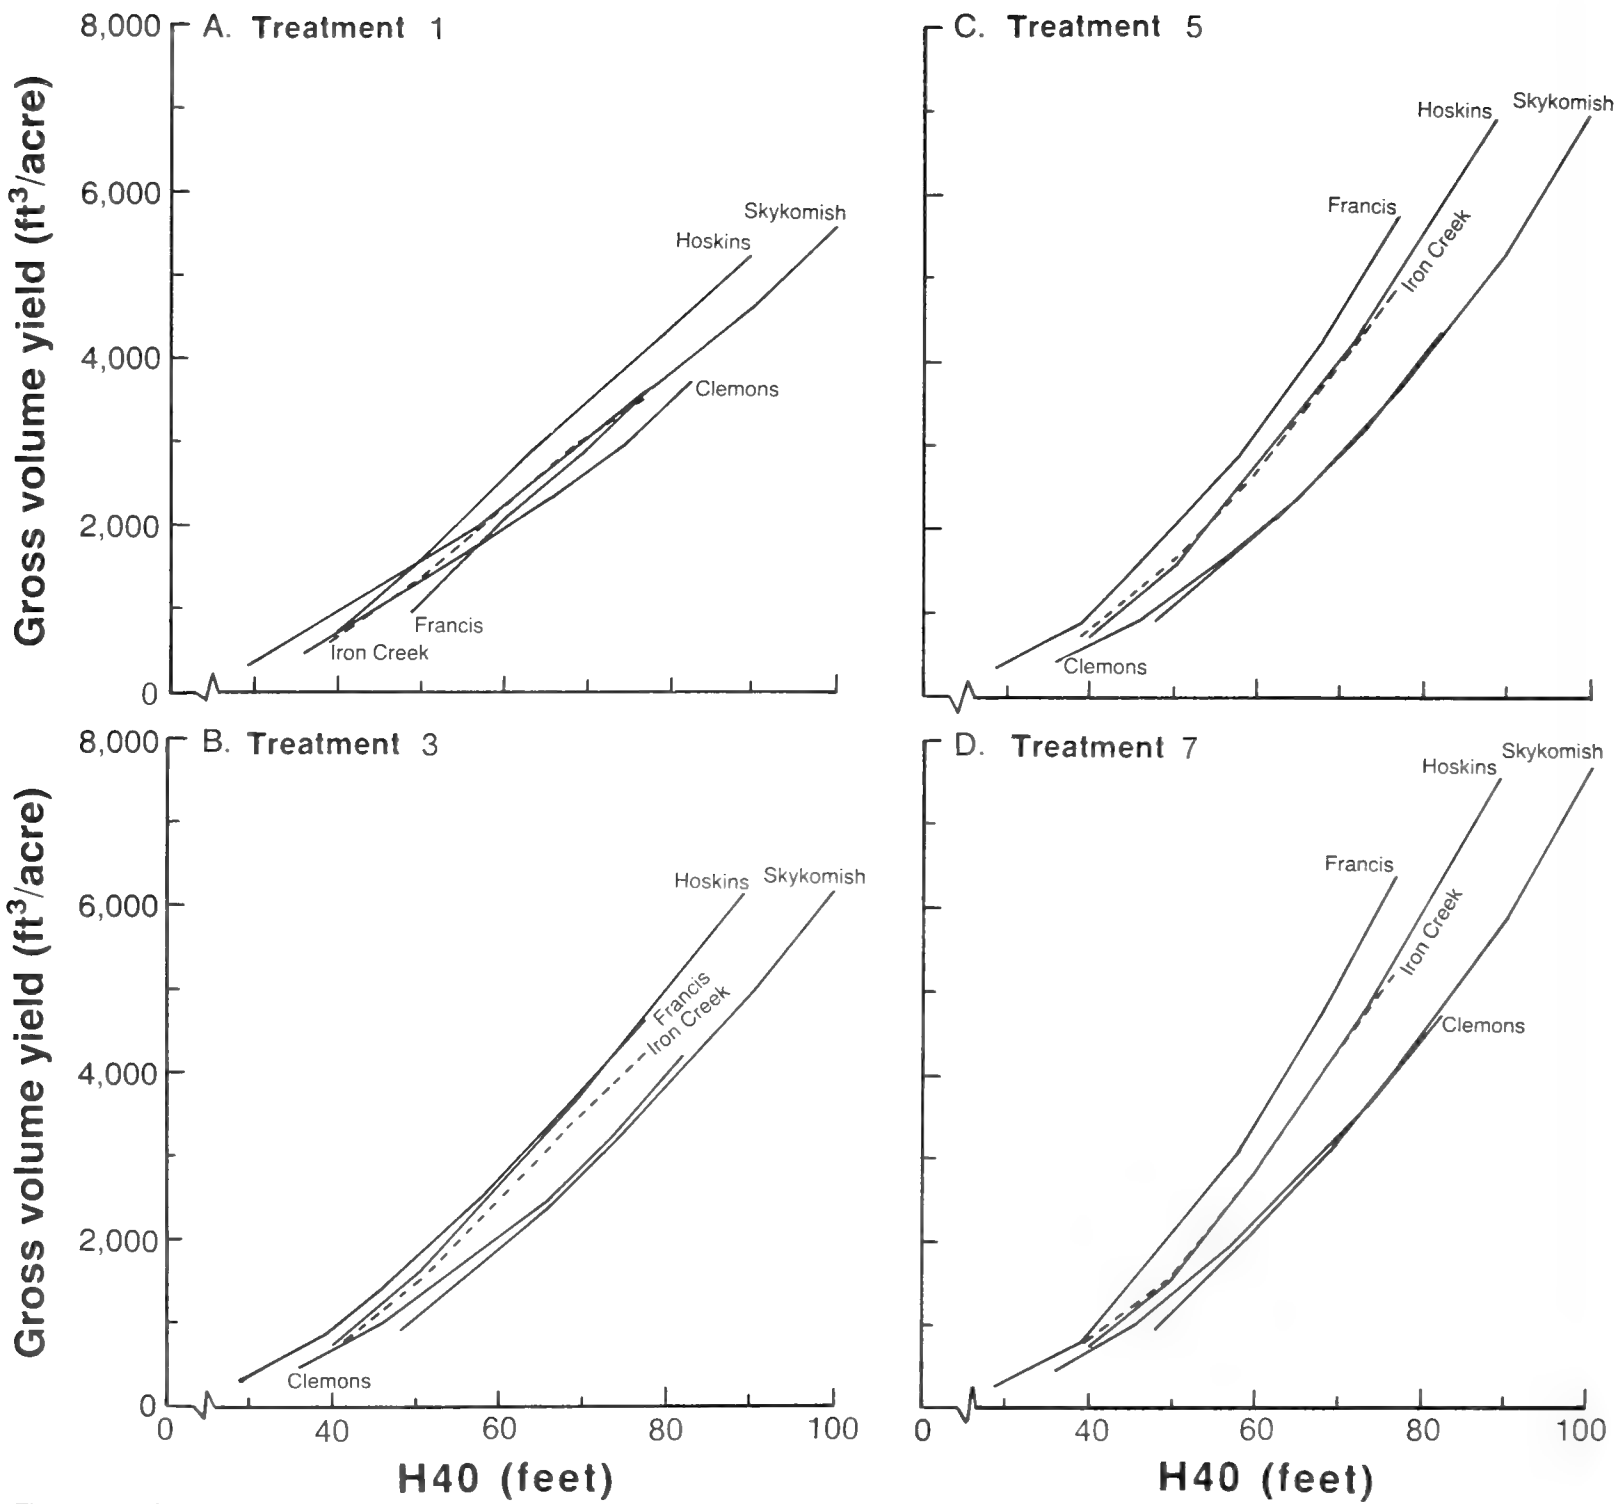 A. Treatment 1
8,000
6,000
4,000
2,000
0
Gross volume yield (ft³/acre)
Skykomish
Hoskins
Clemons
Francis
Iron Creek
C. Treatment 5
Hoskins
Skykomish
Francis
Iron Creek
Clemons
B. Treatment 3
8,000
6,000
4,000
2,000
0
Gross volume yield (ft³/acre)
Hoskins
Skykomish
Francis
Iron Creek
Clemons
0 40 60 80 100
H40 (feet)
D. Treatment 7
Skykomish
Hoskins
Francis
Iron Creek
Clemons
0 40 60 80 100
H40 (feet)